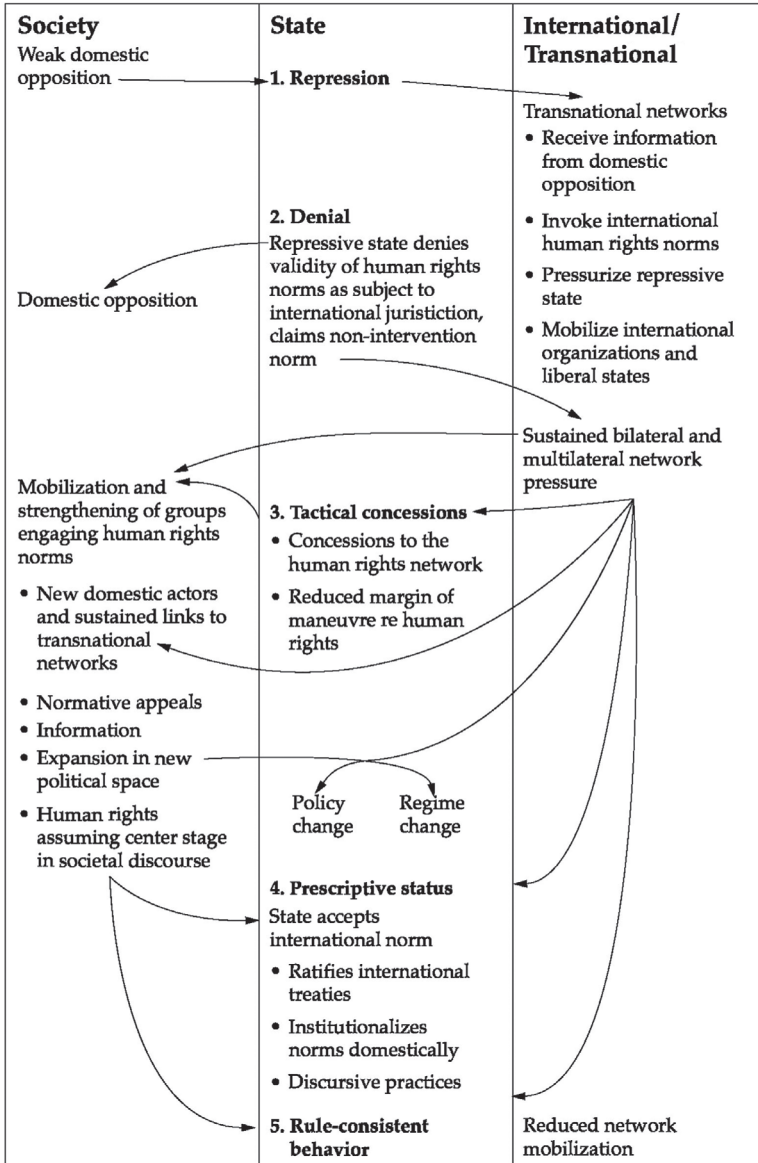 Society
Weak domestic
opposition
Mobilization and
strengthening of groups
engaging human rights
norms
Domestic opposition
• New domestic actors
and sustained links to
transnational
networks
• Normative appeals
• Information
• Expansion in new
political space
• Human rights
assuming center stage
in societal discourse
State
1. Repression
2. Denial
Repressive state denies
validity of human rights
norms as subject to
international juristiction,
claims non-intervention
norm
3. Tactical concessions
• Concessions to the
human rights network
• Reduced margin of
maneuvre re human
rights
Policy
change
Regime
change
4. Prescriptive status
State accepts
international norm
• Ratifies international
treaties
• Institutionalizes
norms domestically
• Discursive practices
5. Rule-consistent
behavior
International/
Transnational
Transnational networks
• Receive information
from domestic
opposition
• Invoke international
human rights norms
• Pressurize repressive
state
• Mobilize international
organizations and
liberal states
Sustained bilateral and
multilateral network
pressure
Reduced network
mobilization